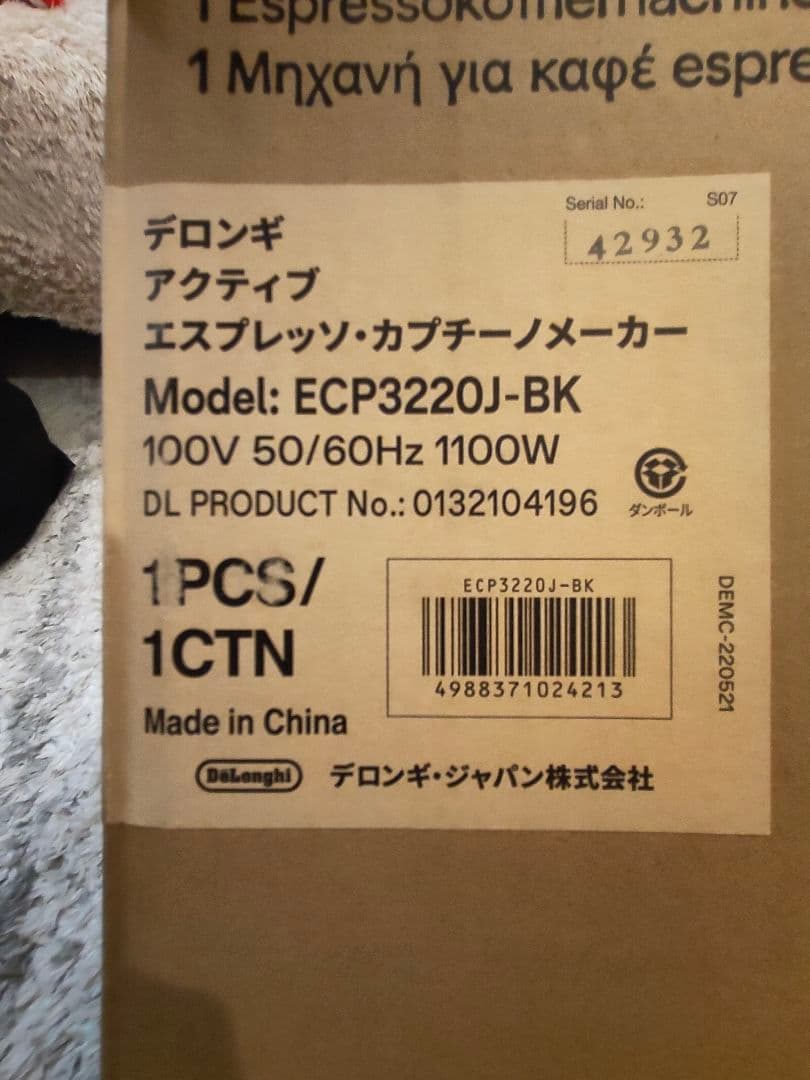 1 Espressokoffiemachine
1 Μηχανή για καφέ espre
Serial No.: S07
42932
デロンギ
アクティブ
エスプレッソ・カプチーノメーカー
Model: ECP3220J-BK
100V 50/60Hz 1100W
DL PRODUCT No.: 0132104196
ダンボール
1PCS/
1CTN
ECP3220J-BK
4988371024213
DEMC-220521
Made in China
DeLonghi デロンギ・ジャパン株式会社